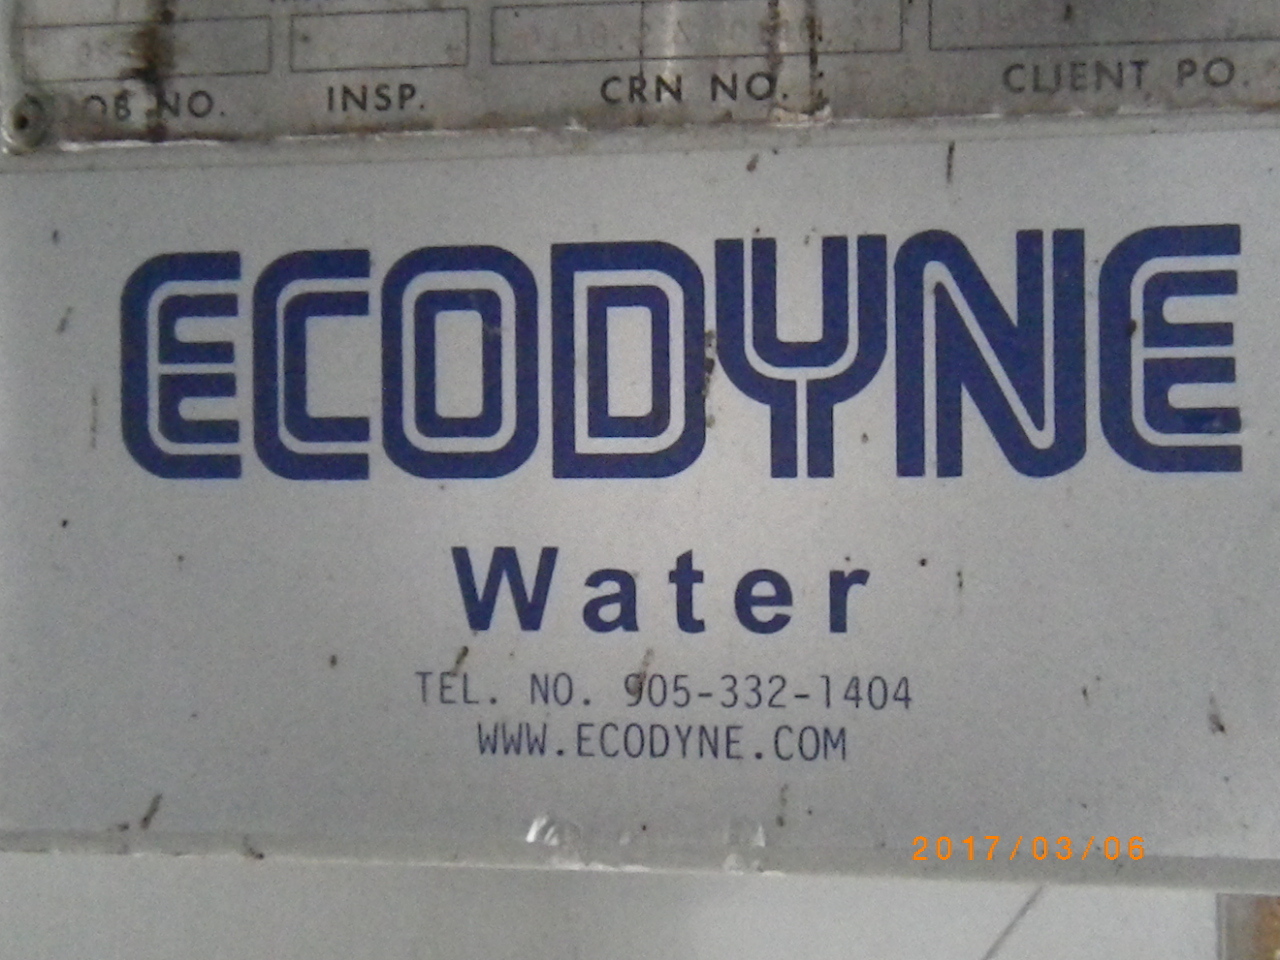 JOB NO. INSP. CRN NO. CLIENT PO.
ECODYNE
Water
TEL. NO. 905-332-1404
WWW.ECODYNE.COM
2017/03/06